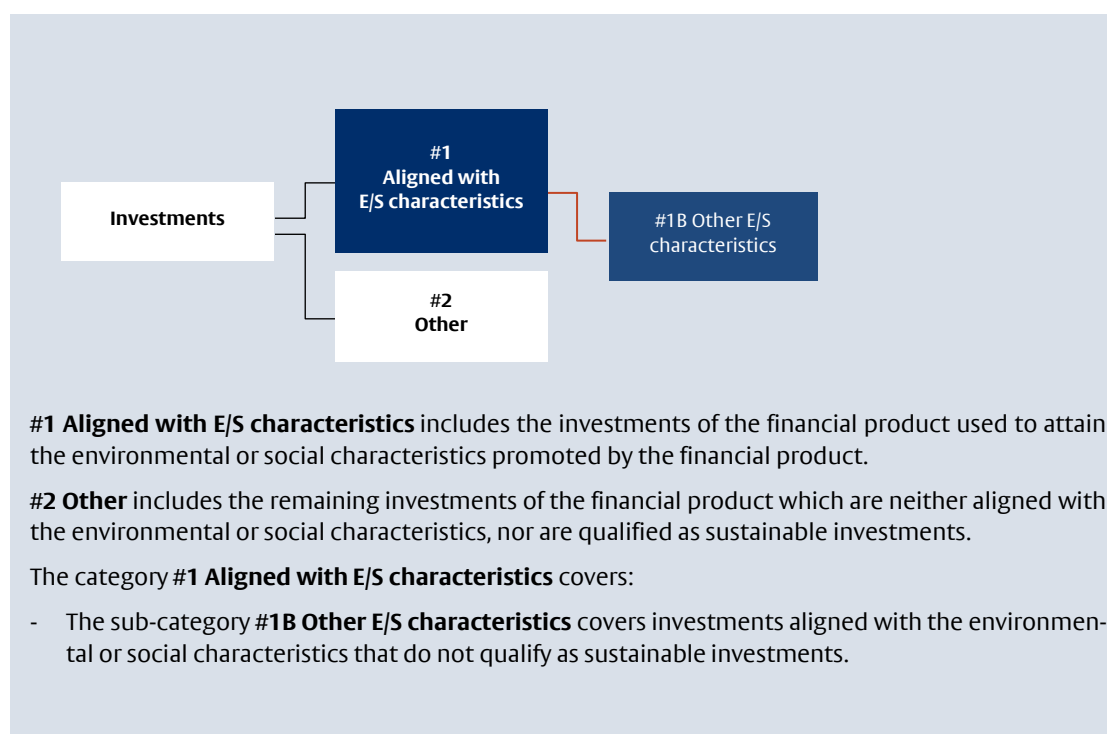 #1
Aligned with
E/S characteristics
Investments
#1B Other E/S
characteristics
#2
Other
#1 Aligned with E/S characteristics includes the investments of the financial product used to attain
the environmental or social characteristics promoted by the financial product.
#2 Other includes the remaining investments of the financial product which are neither aligned with
the environmental or social characteristics, nor are qualified as sustainable investments.
The category #1 Aligned with E/S characteristics covers:
- The sub-category #1B Other E/S characteristics covers investments aligned with the environmen-
tal or social characteristics that do not qualify as sustainable investments.